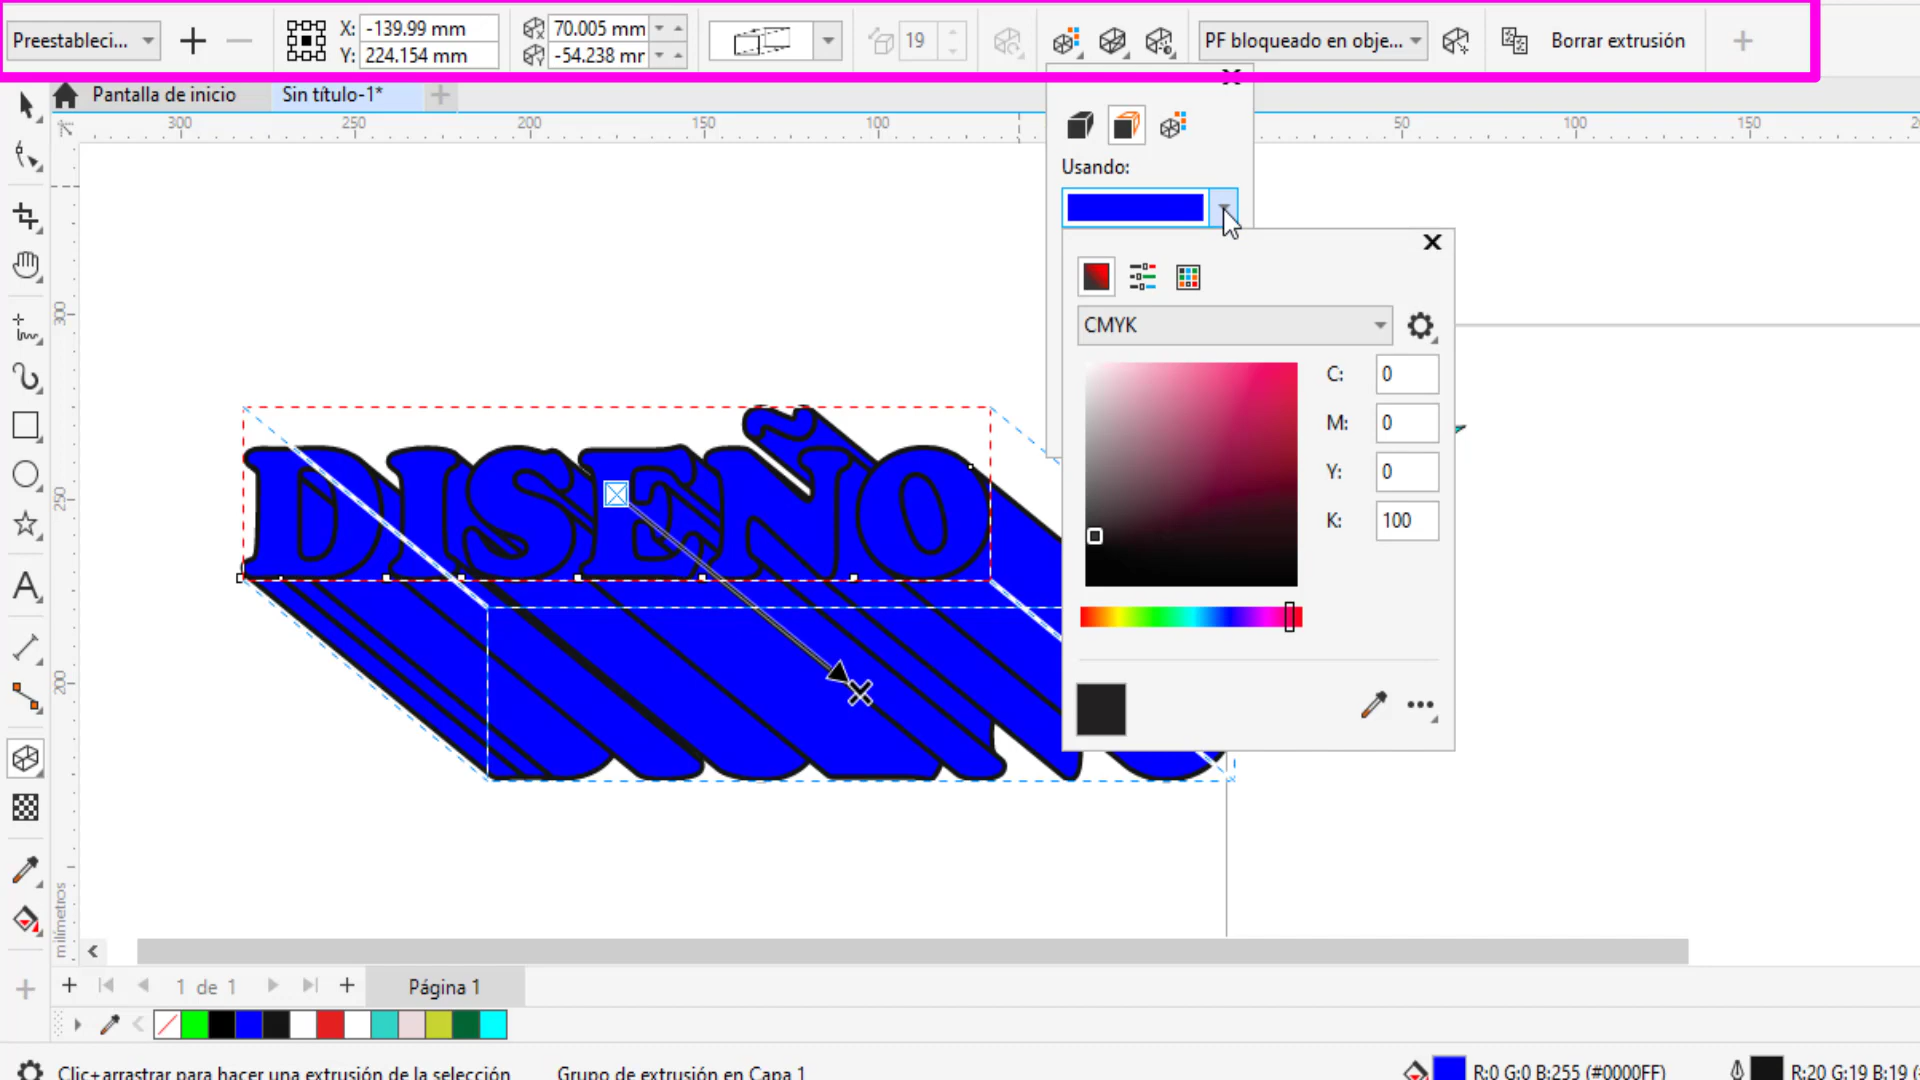 Preestableci...
X: -139.99 mm
Y: 224.154 mm
70.005 mm
-54.238 mr
19
PF bloqueado en obje...
Borrar extrusión
Pantalla de inicio
Sin título-1*
300 250 200 150 100 50 100 150
Usando:
CMYK
C: 0
M: 0
Y: 0
K: 100
300
250
200
milímetros
DISEÑO
1 de 1
Página 1
Clic+arrastrar para hacer una extrusión de la selección
Grupo de extrusión en Capa 1
R:0 G:0 B:255 (#0000FF)
R:20 G:19 B:19 (